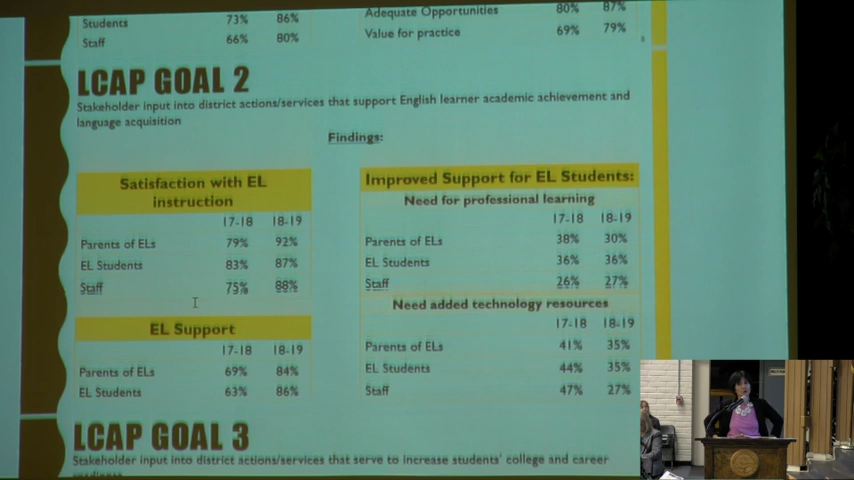 Students 73% 86%
Staff 66% 80%
Adequate Opportunities 80% 87%
Value for practice 69% 79%
LCAP GOAL 2
Stakeholder input into district actions/services that support English learner academic achievement and
language acquisition
Findings:
Satisfaction with EL
instruction
17-18 18-19
Parents of ELs 79% 92%
EL Students 83% 87%
Staff 75% 88%
EL Support
17-18 18-19
Parents of ELs 69% 84%
EL Students 63% 86%
Improved Support for EL Students:
Need for professional learning
17-18 18-19
Parents of ELs 38% 30%
EL Students 36% 36%
Staff 26% 27%
Need added technology resources
17-18 18-19
Parents of ELs 41% 35%
EL Students 44% 35%
Staff 47% 27%
LCAP GOAL 3
Stakeholder input into district actions/services that serve to increase students' college and career
readiness